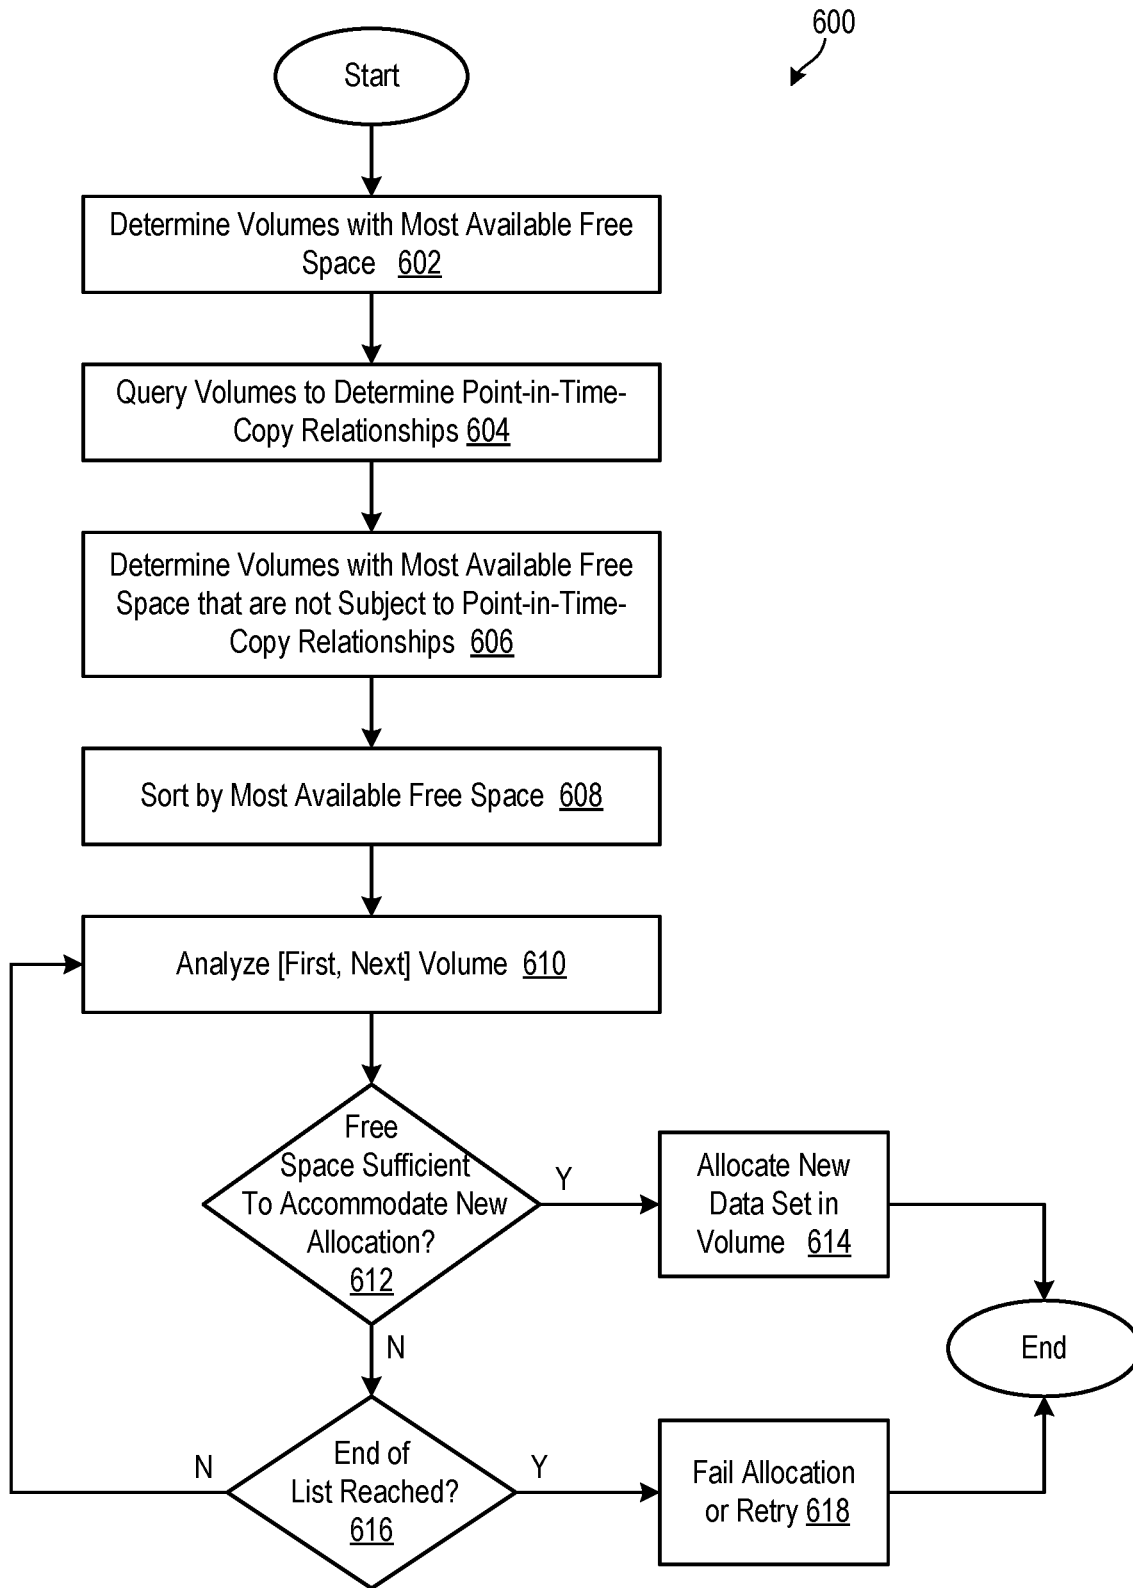 600
Start
Determine Volumes with Most Available Free
Space 602
Query Volumes to Determine Point-in-Time-
Copy Relationships 604
Determine Volumes with Most Available Free
Space that are not Subject to Point-in-Time-
Copy Relationships 606
Sort by Most Available Free Space 608
Analyze [First, Next] Volume 610
Free
Space Sufficient
To Accommodate New
Allocation?
612
Y
Allocate New
Data Set in
Volume 614
N
End
End of
List Reached?
616
N
Y
Fail Allocation
or Retry 618